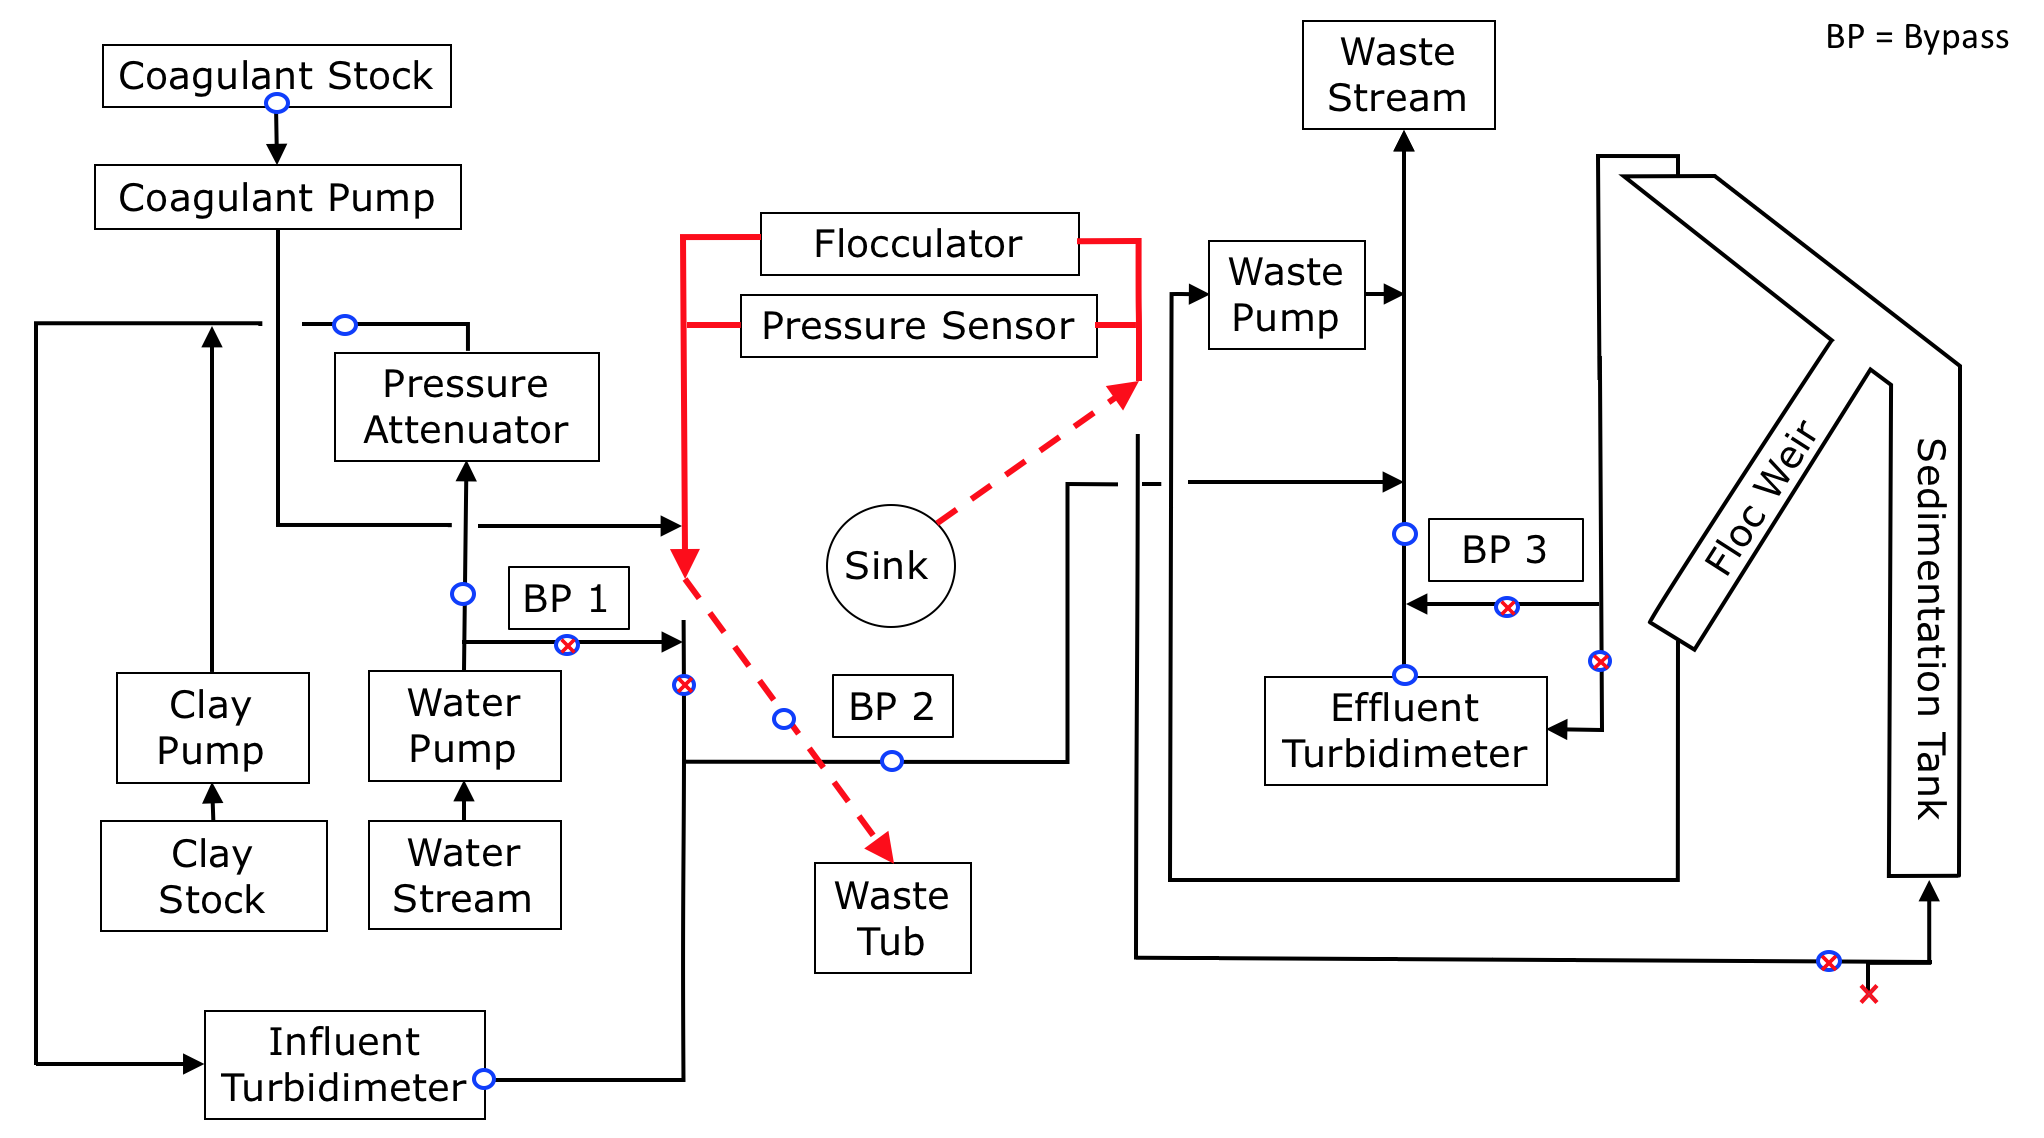 BP = Bypass
Coagulant Stock
Coagulant Pump
Waste
Stream
Flocculator
Pressure Sensor
Waste
Pump
Pressure
Attenuator
Sink
BP 1
BP 2
BP 3
Floc Weir
Sedimentation Tank
Clay
Pump
Water
Pump
Effluent
Turbidimeter
Clay
Stock
Water
Stream
Waste
Tub
Influent
Turbidimeter